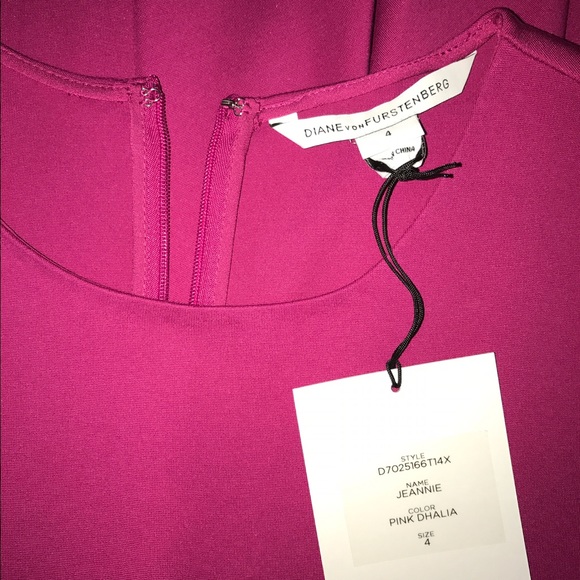 DIANE VON FURSTENBERG
4
CHINA
STYLE
D7025166T14X
NAME
JEANNIE
COLOR
PINK DHALIA
SIZE
4